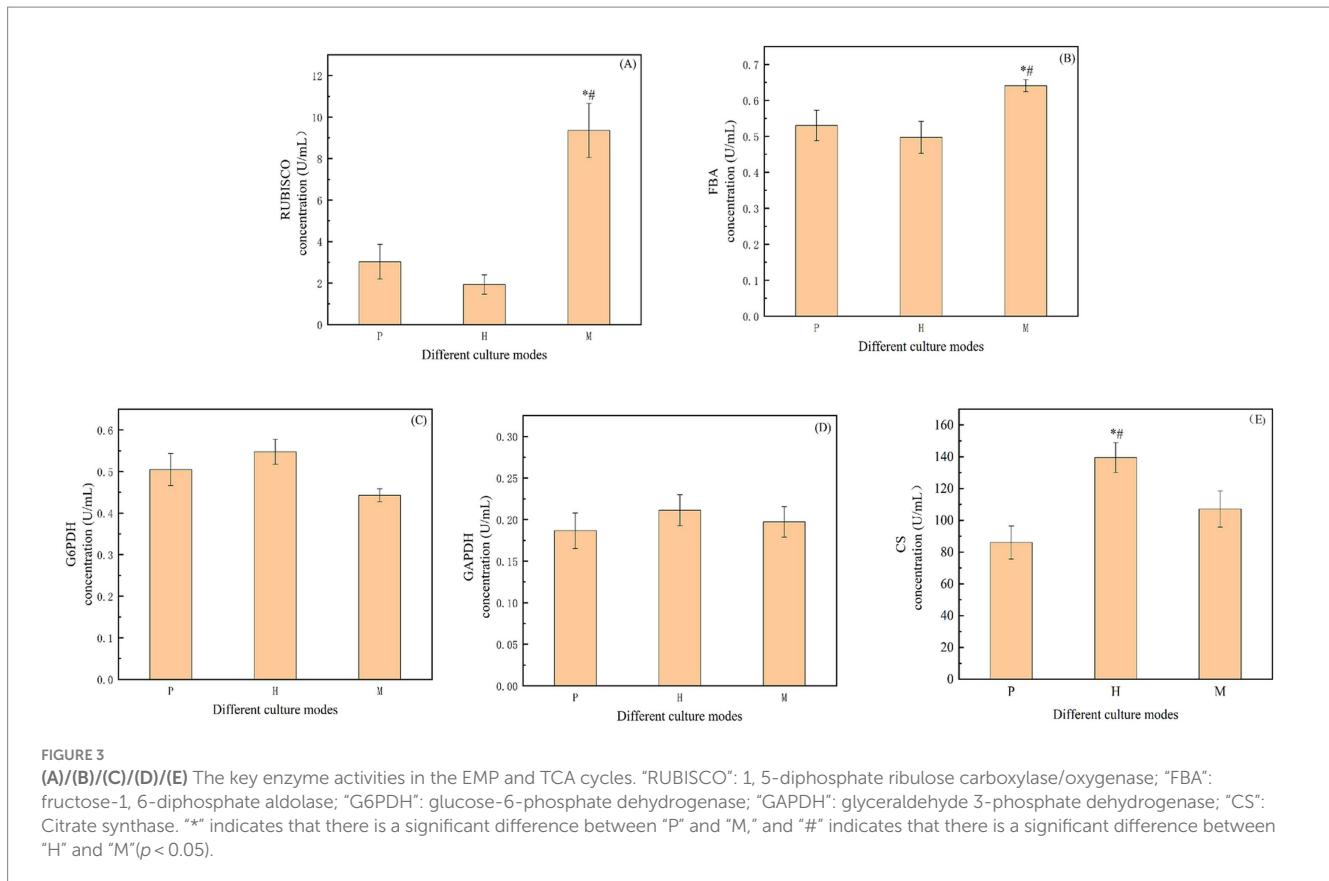 (A)
*#
12
10
8
6
4
2
0
RUBISCO
concentration (U/mL)
P H M
Different culture modes
(B)
*#
0.7
0.6
0.5
0.4
0.3
0.2
0.1
0.0
FBA
concentration (U/mL)
P H M
Different culture modes
(C)
0.6
0.5
0.4
0.3
0.2
0.1
0.0
G6PDH
concentration (U/mL)
P H M
Different culture modes
(D)
0.30
0.25
0.20
0.15
0.10
0.05
0.00
GAPDH
concentration (U/mL)
P H M
Different culture modes
(E)
*#
160
140
120
100
80
60
40
20
0
CS
concentration (U/mL)
P H M
Different culture modes
FIGURE 3
(A)/(B)/(C)/(D)/(E) The key enzyme activities in the EMP and TCA cycles. “RUBISCO”: 1, 5-diphosphate ribulose carboxylase/oxygenase; “FBA”:
fructose-1, 6-diphosphate aldolase; “G6PDH”: glucose-6-phosphate dehydrogenase; “GAPDH”: glyceraldehyde 3-phosphate dehydrogenase; “CS”:
Citrate synthase. “*” indicates that there is a significant difference between “P” and “M,” and “#” indicates that there is a significant difference between
“H” and “M”(p < 0.05).